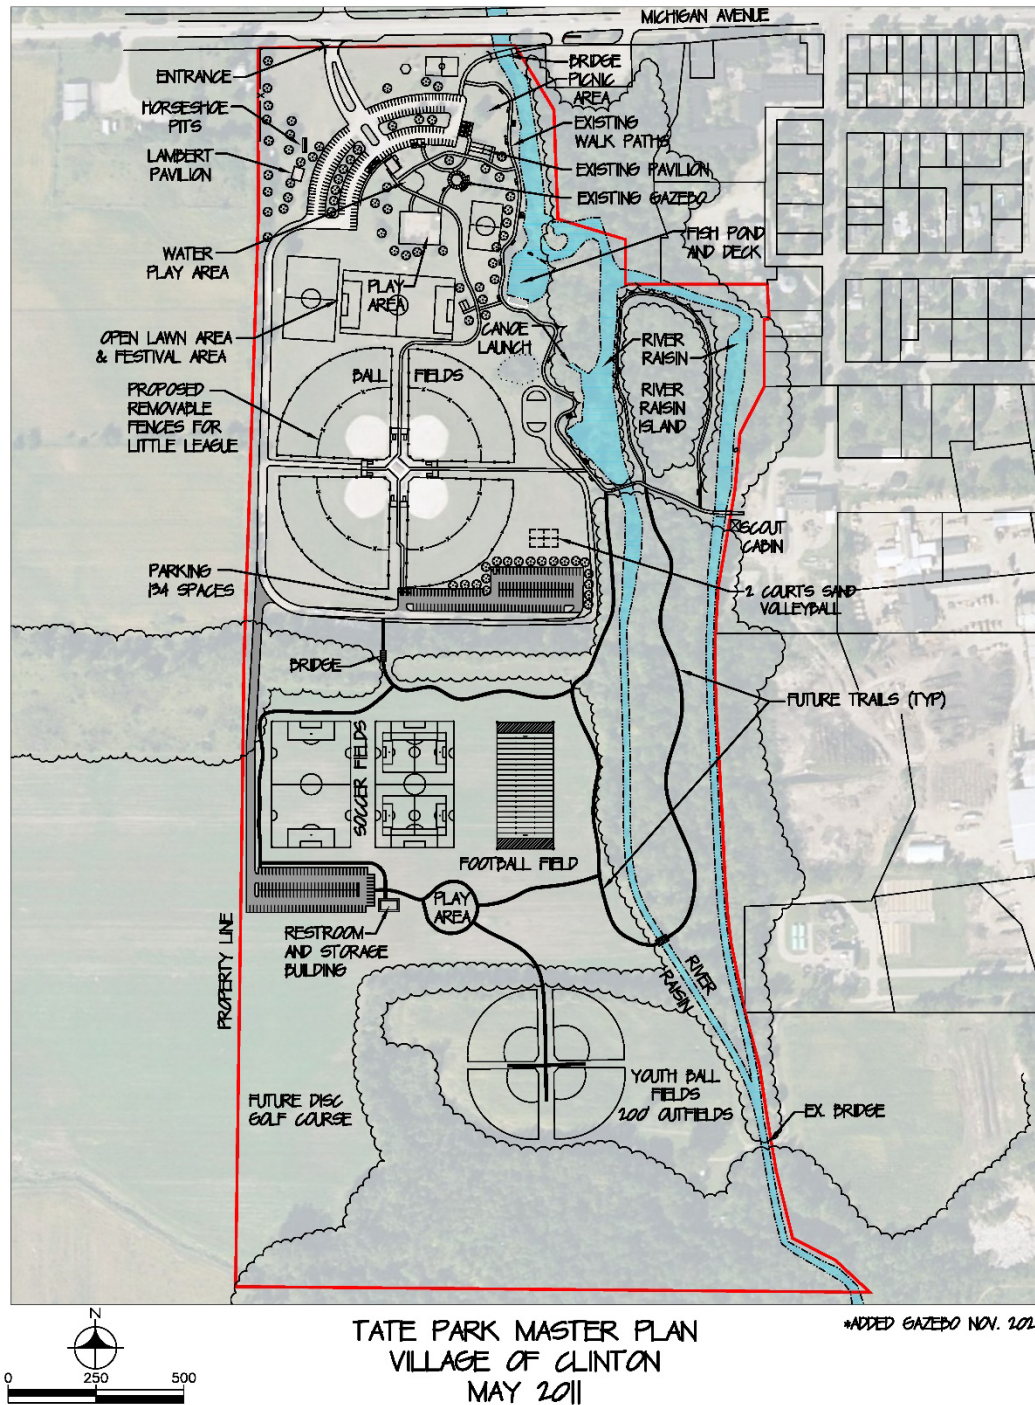 MICHIGAN AVENUE
ENTRANCE
BRIDGE
PICNIC
AREA
HORSESHOE
PITS
EXISTING
WALK PATHS
LAMBERT
PAVILION
EXISTING PAVILION
EXISTING GAZEBO
WATER
PLAY AREA
FISH POND
AND DECK
PLAY
AREA
OPEN LAWN AREA
& FESTIVAL AREA
CANOE
LAUNCH
RIVER
RAISIN
RIVER
RAISIN
ISLAND
BALL FIELDS
PROPOSED
REMOVABLE
FENCES FOR
LITTLE LEAGUE
SCOUT
CABIN
PARKING
134 SPACES
2 COURTS SAND
VOLLEYBALL
BRIDGE
FUTURE TRAILS (TYP)
SOCCER FIELDS
FOOTBALL FIELD
PLAY
AREA
RESTROOM
AND STORAGE
BUILDING
PROPERTY LINE
RIVER
RAISIN
YOUTH BALL
FIELDS
200' OUTFIELDS
FUTURE DISC
GOLF COURSE
EX. BRIDGE
N
0 250 500
TATE PARK MASTER PLAN
VILLAGE OF CLINTON
MAY 2011
*ADDED GAZEBO NOV.